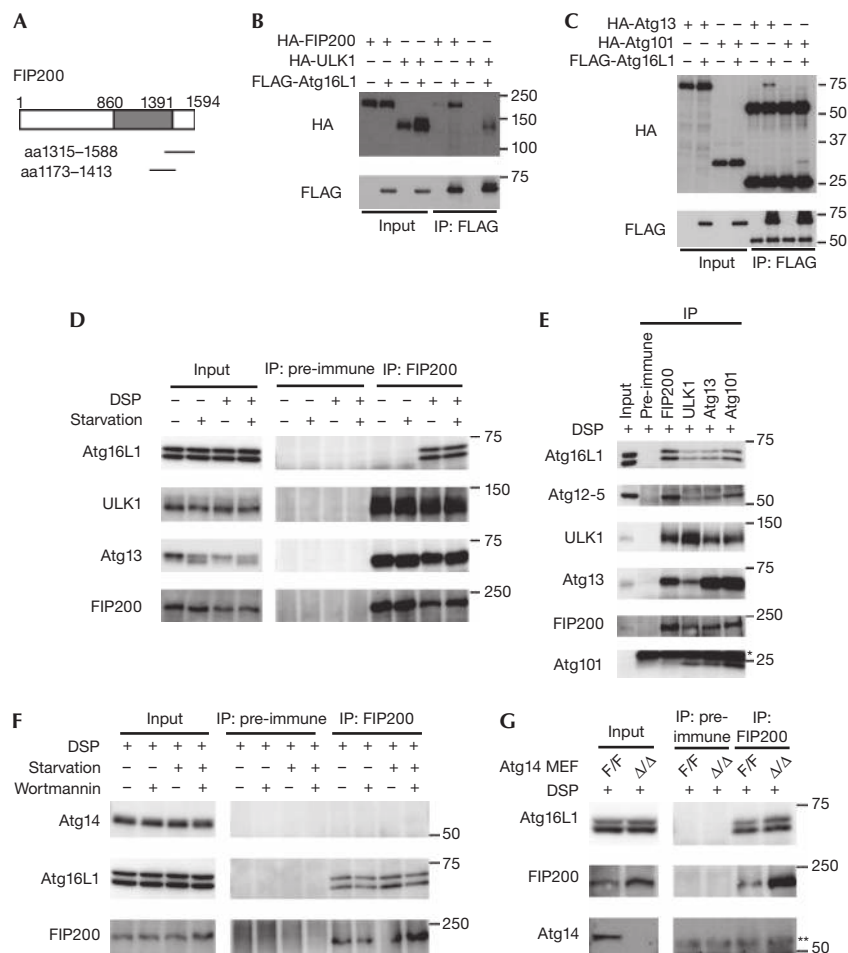 A
FIP200
1 860 1391 1594
aa1315–1588
aa1173–1413
B
HA-FIP200 + + – – + + – –
HA-ULK1 – – + + – – + +
FLAG-Atg16L1 – + – + – + – +
HA
250
150
100
FLAG
75
Input IP: FLAG
C
HA-Atg13 + + – – + + – –
HA-Atg101 – – + + – – + +
FLAG-Atg16L1 – + – + – + – +
HA
75
50
37
25
FLAG
75
50
Input IP: FLAG
D
Input IP: pre-immune IP: FIP200
DSP – – + + – – + + – – + +
Starvation – + – + – + – + – + – +
Atg16L1 75
ULK1 150
Atg13 75
FIP200 250
E
IP
Input Pre-immune FIP200 ULK1 Atg13 Atg101
DSP + + + + + +
Atg16L1 75
Atg12-5 50
ULK1 150
Atg13 75
FIP200 250
Atg101 * 25
F
Input IP: pre-immune IP: FIP200
DSP + + + + + + + + + + + +
Starvation – – + + – – + + – – + +
Wortmannin – + – + – + – + – + – +
Atg14 50
Atg16L1 75
FIP200 250
G
Input IP: pre-immune IP: FIP200
Atg14 MEF F/F Δ/Δ F/F Δ/Δ F/F Δ/Δ
DSP + + + + + +
Atg16L1 75
FIP200 250
Atg14 ** 50